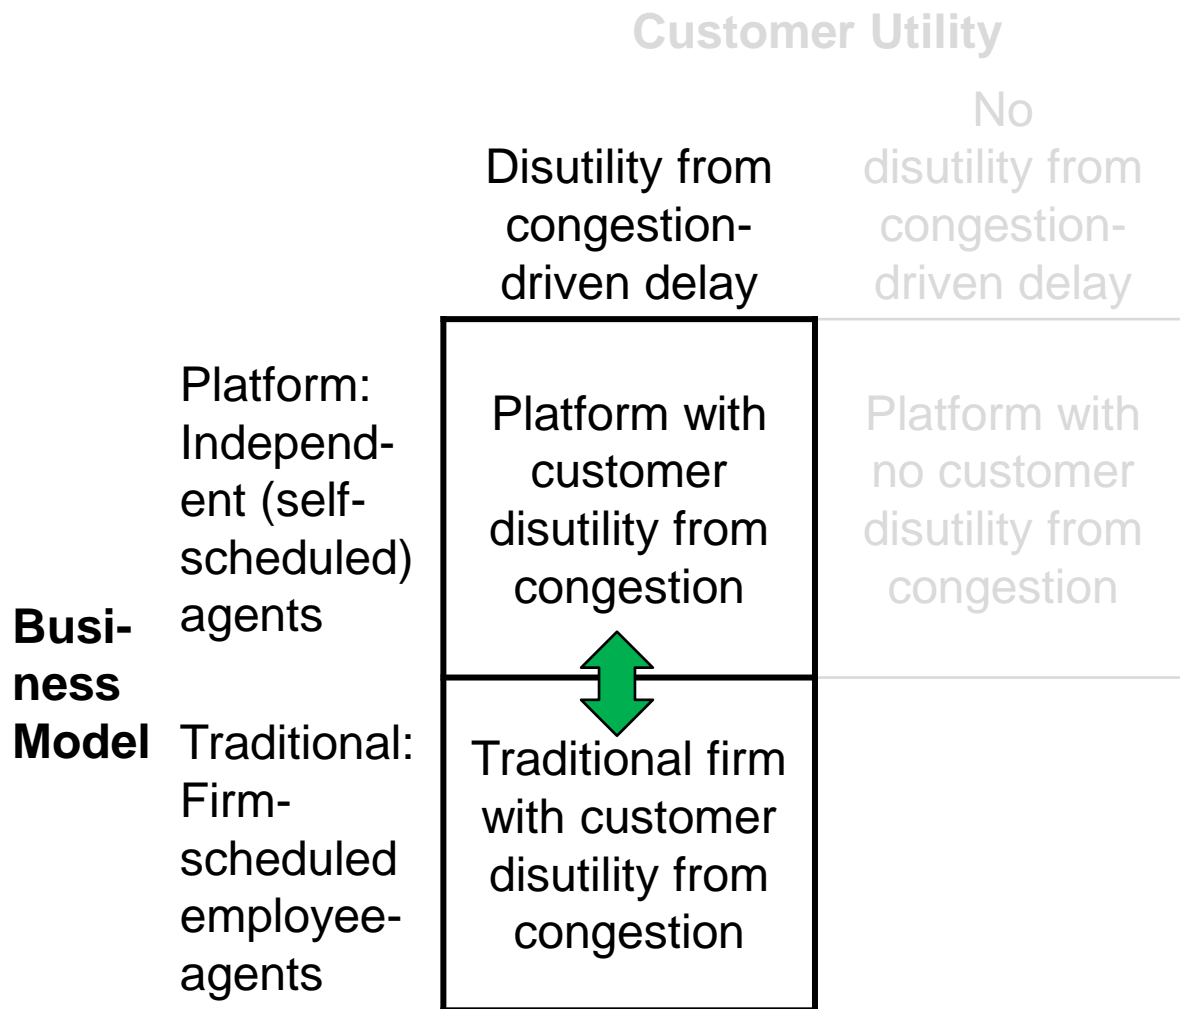 Customer Utility
Disutility from
congestion-
driven delay
No
disutility from
congestion-
driven delay
Busi-
ness
Model
Platform:
Independ-
ent (self-
scheduled)
agents
Platform with
customer
disutility from
congestion
Platform with
no customer
disutility from
congestion
Traditional:
Firm-
scheduled
employee-
agents
Traditional firm
with customer
disutility from
congestion